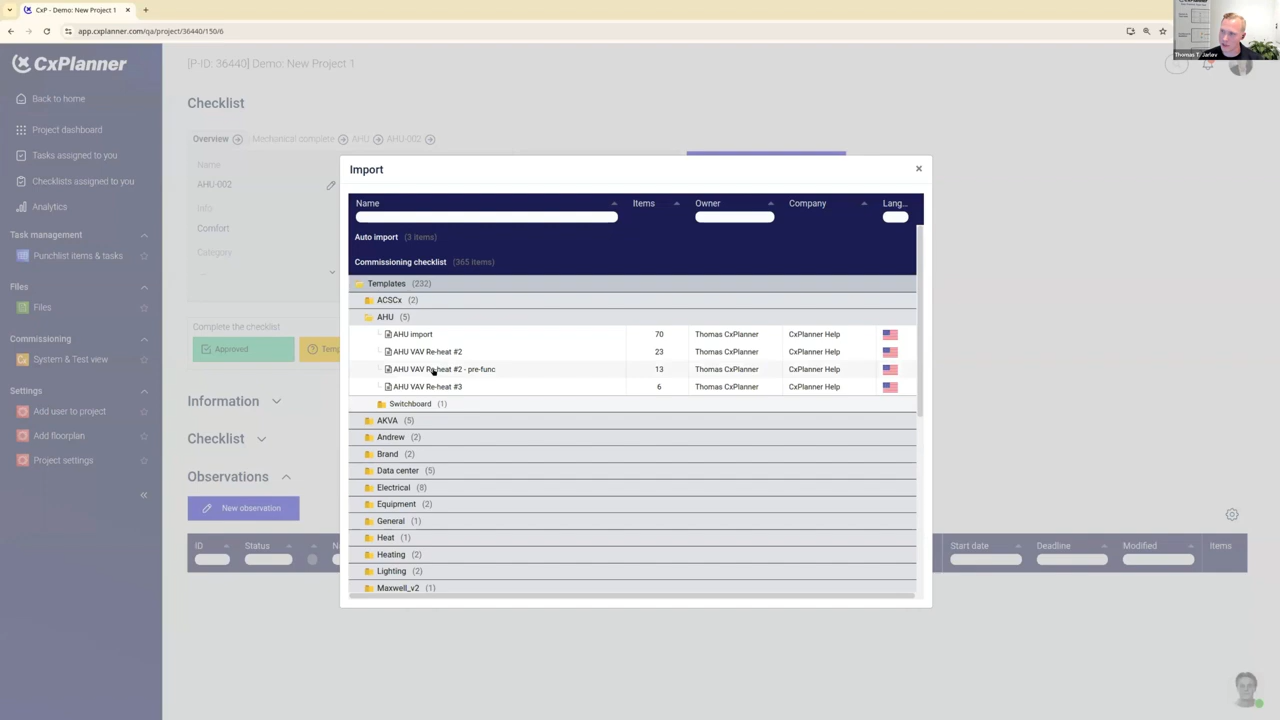 CxP - Demo: New Project 1
app.cxplanner.com/qa/project/36440/150/6
Thomas T. Jarløv
CxPlanner
[P-ID: 36440] Demo: New Project 1
Back to home
Project dashboard
Tasks assigned to you
Checklists assigned to you
Analytics
Task management
Punchlist items & tasks
Files
Files
Commissioning
System & Test view
Settings
Add user to project
Add floorplan
Project settings
Checklist
Overview Mechanical complete AHU AHU-002
Name
AHU-002
Info
Comfort
Category
Complete the checklist
Approved
Information
Checklist
Observations
New observation
ID Status Start date Deadline Modified Items
Import
Name Items Owner Company Lang...
Auto import (3 items)
Commissioning checklist (365 items)
Templates (232)
ACSCx (2)
AHU (5)
AHU import 70 Thomas CxPlanner CxPlanner Help
AHU VAV Re-heat #2 23 Thomas CxPlanner CxPlanner Help
AHU VAV Re-heat #2 - pre-func 13 Thomas CxPlanner CxPlanner Help
AHU VAV Re-heat #3 6 Thomas CxPlanner CxPlanner Help
Switchboard (1)
AKVA (5)
Andrew (2)
Brand (2)
Data center (5)
Electrical (8)
Equipment (2)
General (1)
Heat (1)
Heating (2)
Lighting (2)
Maxwell_v2 (1)